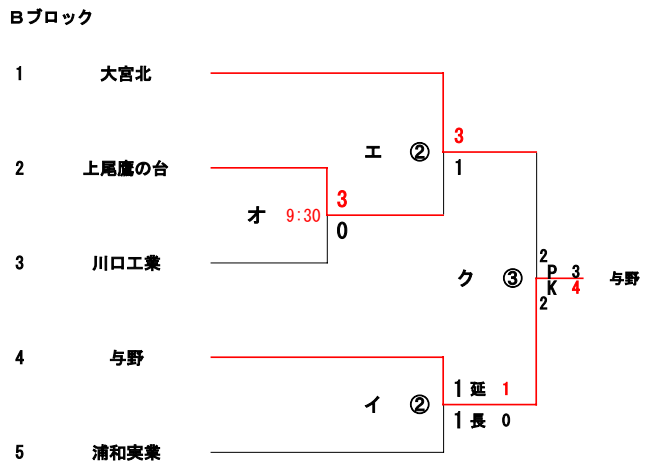 Bブロック
1 大宮北
3
エ ②
1
2 上尾鷹の台
3
オ 9:30
0
3 川口工業
2
ク ③ P 3 与野
K 4
2
4 与野
1 延 1
イ ②
1 長 0
5 浦和実業